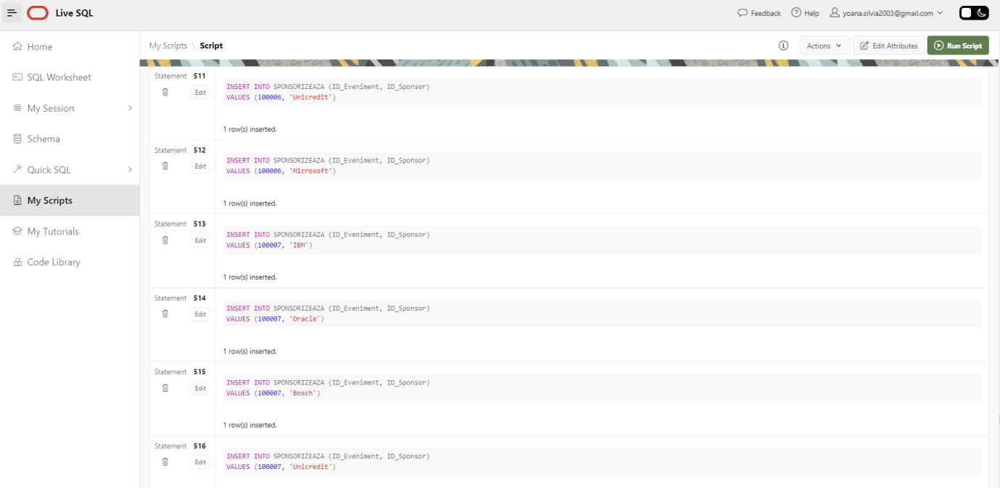 Live SQL
Feedback
Help
yoana.silvia2003@gmail.com
Home
SQL Worksheet
My Session
Schema
Quick SQL
My Scripts
My Tutorials
Code Library
My Scripts \ Script
Actions
Edit Attributes
Run Script
Statement 511
Edit
INSERT INTO SPONSORIZEAZA (ID_Eveniment, ID_Sponsor)
VALUES (100006, 'Unicredit')
1 row(s) inserted.
Statement 512
Edit
INSERT INTO SPONSORIZEAZA (ID_Eveniment, ID_Sponsor)
VALUES (100006, 'Microsoft')
1 row(s) inserted.
Statement 513
Edit
INSERT INTO SPONSORIZEAZA (ID_Eveniment, ID_Sponsor)
VALUES (100007, 'IBM')
1 row(s) inserted.
Statement 514
Edit
INSERT INTO SPONSORIZEAZA (ID_Eveniment, ID_Sponsor)
VALUES (100007, 'Oracle')
1 row(s) inserted.
Statement 515
Edit
INSERT INTO SPONSORIZEAZA (ID_Eveniment, ID_Sponsor)
VALUES (100007, 'Bosch')
1 row(s) inserted.
Statement 516
Edit
INSERT INTO SPONSORIZEAZA (ID_Eveniment, ID_Sponsor)
VALUES (100007, 'Unicredit')